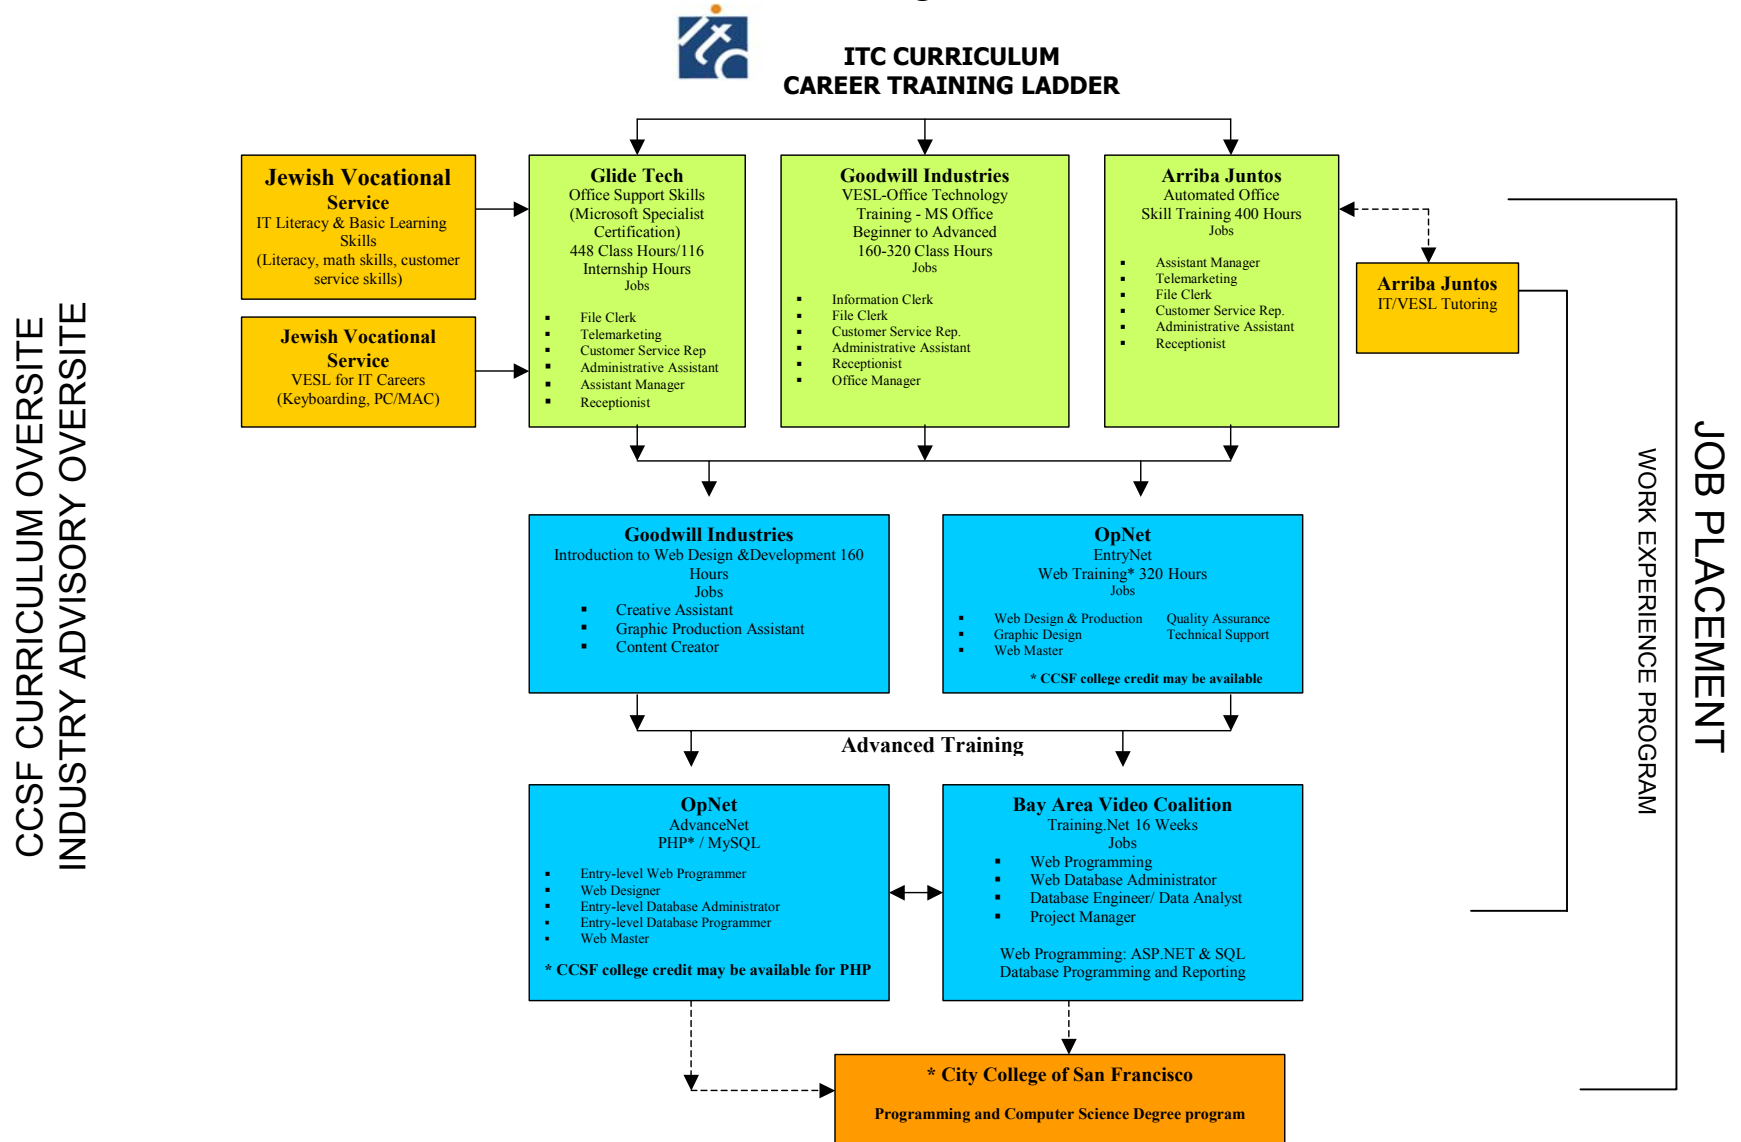 itc
ITC CURRICULUM
CAREER TRAINING LADDER
CCSF CURRICULUM OVERSITE
INDUSTRY ADVISORY OVERSITE
Jewish Vocational
Service
IT Literacy & Basic Learning
Skills
(Literacy, math skills, customer
service skills)
Jewish Vocational
Service
VESL for IT Careers
(Keyboarding, PC/MAC)
Glide Tech
Office Support Skills
(Microsoft Specialist
Certification)
448 Class Hours/116
Internship Hours
Jobs
▪ File Clerk
▪ Telemarketing
▪ Customer Service Rep
▪ Administrative Assistant
▪ Assistant Manager
▪ Receptionist
Goodwill Industries
VESL-Office Technology
Training - MS Office
Beginner to Advanced
160-320 Class Hours
Jobs
▪ Information Clerk
▪ File Clerk
▪ Customer Service Rep.
▪ Administrative Assistant
▪ Receptionist
▪ Office Manager
Arriba Juntos
Automated Office
Skill Training 400 Hours
Jobs
▪ Assistant Manager
▪ Telemarketing
▪ File Clerk
▪ Customer Service Rep.
▪ Administrative Assistant
▪ Receptionist
Arriba Juntos
IT/VESL Tutoring
Goodwill Industries
Introduction to Web Design &Development 160
Hours
Jobs
▪ Creative Assistant
▪ Graphic Production Assistant
▪ Content Creator
OpNet
EntryNet
Web Training* 320 Hours
Jobs
▪ Web Design & Production Quality Assurance
▪ Graphic Design Technical Support
▪ Web Master
* CCSF college credit may be available
Advanced Training
OpNet
AdvanceNet
PHP* / MySQL
▪ Entry-level Web Programmer
▪ Web Designer
▪ Entry-level Database Administrator
▪ Entry-level Database Programmer
▪ Web Master
* CCSF college credit may be available for PHP
Bay Area Video Coalition
Training.Net 16 Weeks
Jobs
▪ Web Programming
▪ Web Database Administrator
▪ Database Engineer/ Data Analyst
▪ Project Manager
Web Programming: ASP.NET & SQL
Database Programming and Reporting
* City College of San Francisco
Programming and Computer Science Degree program
JOB PLACEMENT
WORK EXPERIENCE PROGRAM